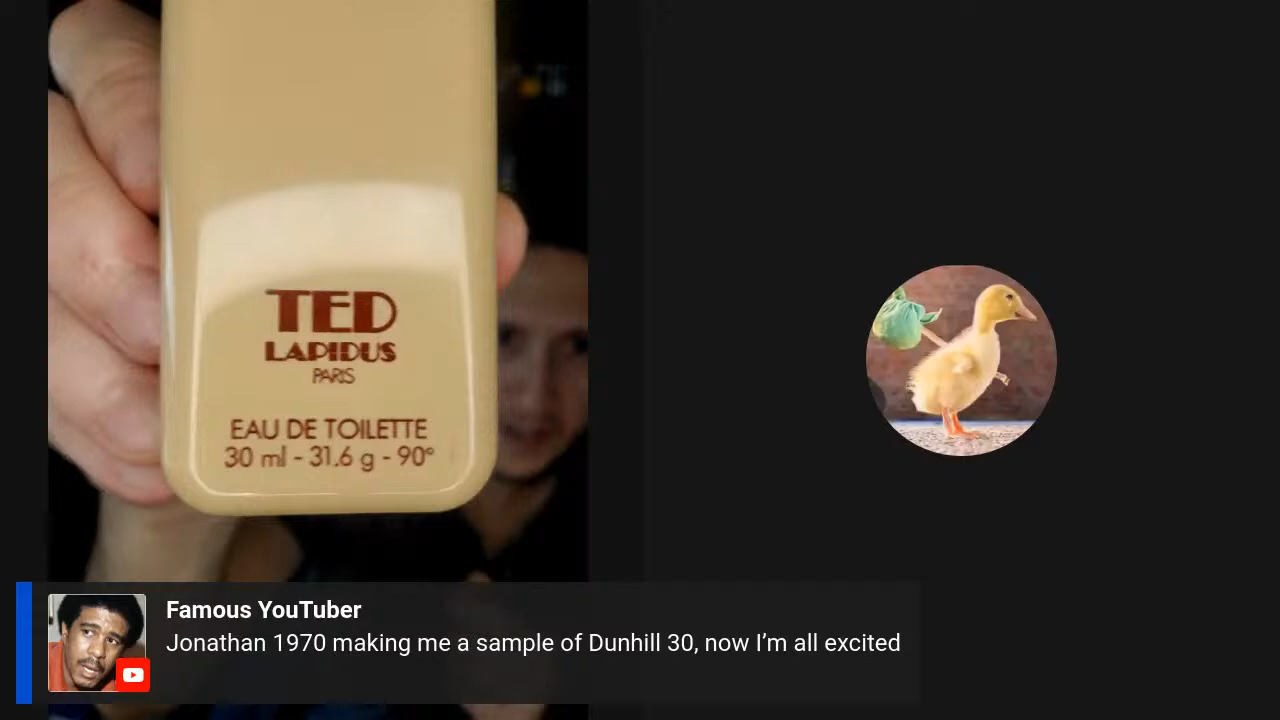 TED
LAPIDUS
PARIS
EAU DE TOILETTE
30 ml - 31.6 g - 90°
Famous YouTuber
Jonathan 1970 making me a sample of Dunhill 30, now I’m all excited